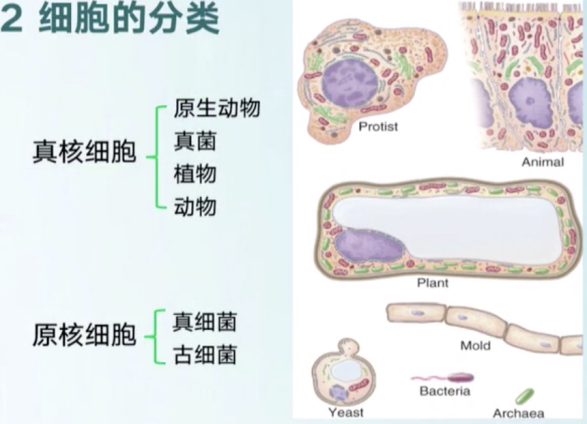 2 细胞的分类
真核细胞
原生动物
真菌
植物
动物
原核细胞
真细菌
古细菌
Protist
Animal
Plant
Mold
Yeast
Bacteria
Archaea